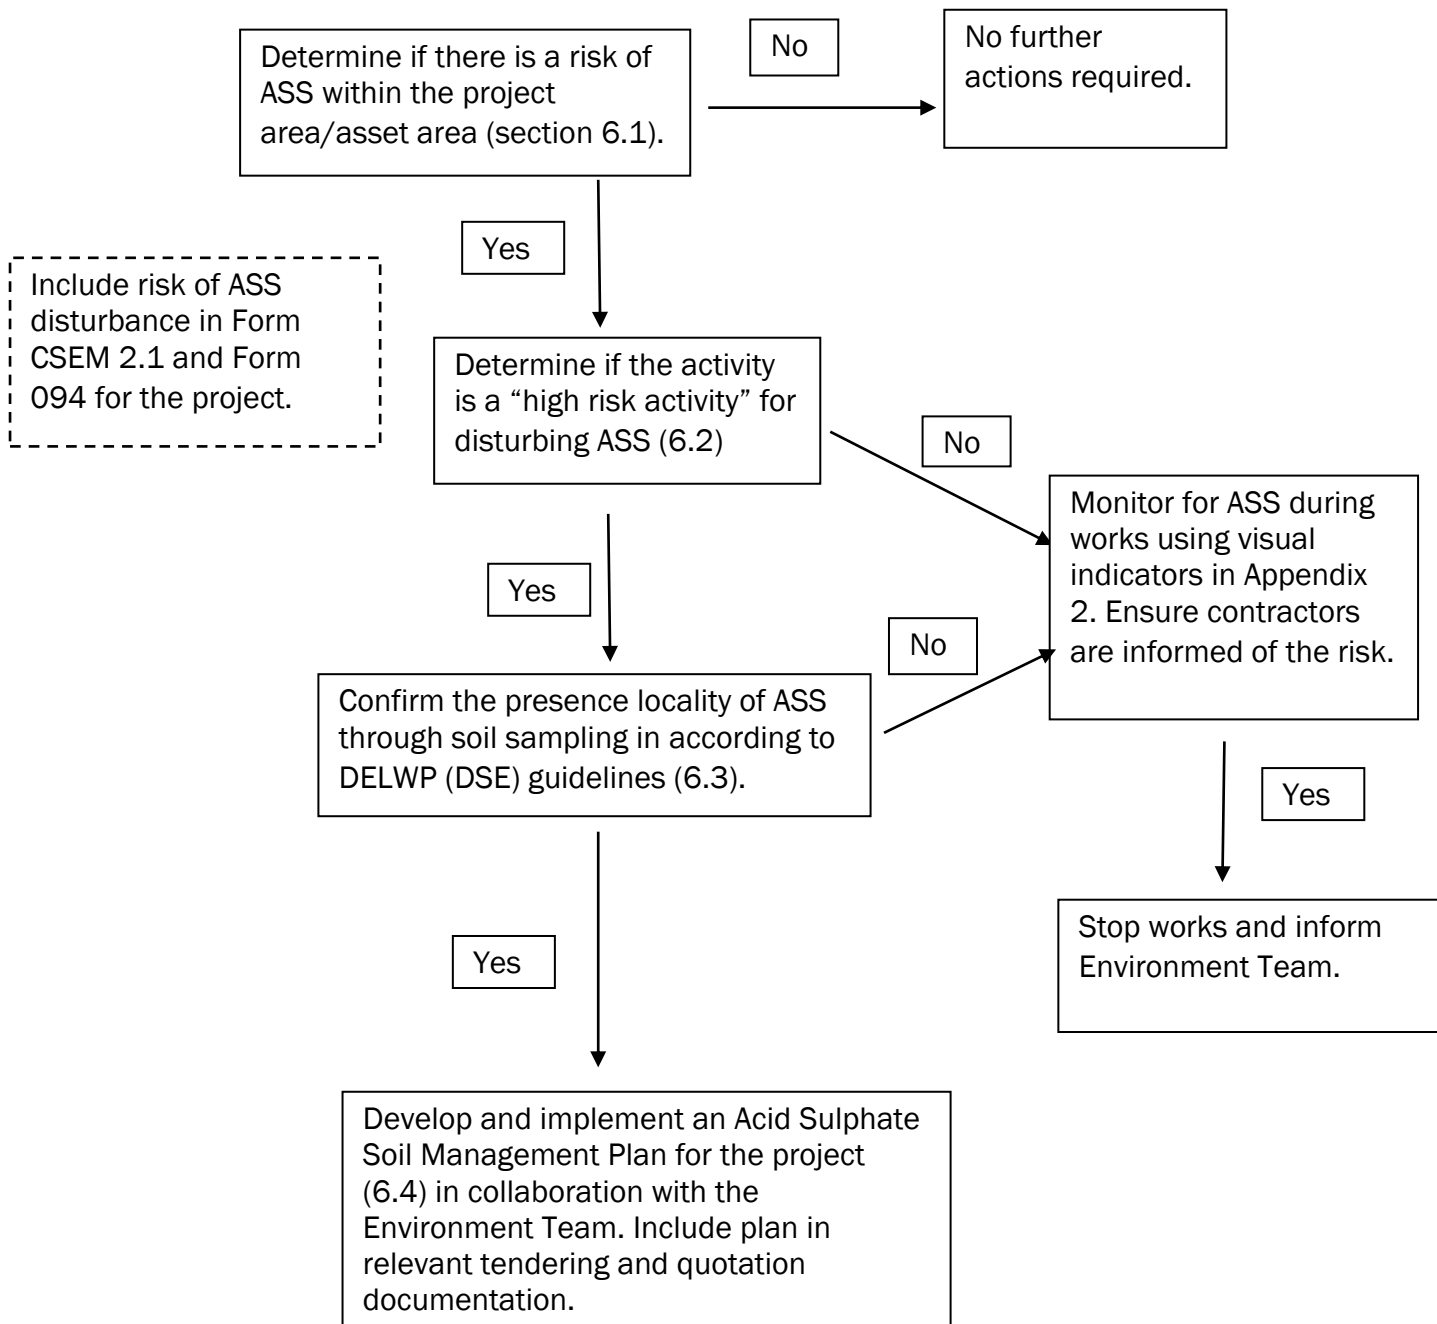 Determine if there is a risk of
ASS within the project
area/asset area (section 6.1).
No
No further
actions required.
Yes
Include risk of ASS
disturbance in Form
CSEM 2.1 and Form
094 for the project.
Determine if the activity
is a “high risk activity” for
disturbing ASS (6.2)
No
Monitor for ASS during
works using visual
indicators in Appendix
2. Ensure contractors
are informed of the risk.
Yes
No
Confirm the presence locality of ASS
through soil sampling in according to
DELWP (DSE) guidelines (6.3).
Yes
Stop works and inform
Environment Team.
Yes
Develop and implement an Acid Sulphate
Soil Management Plan for the project
(6.4) in collaboration with the
Environment Team. Include plan in
relevant tendering and quotation
documentation.